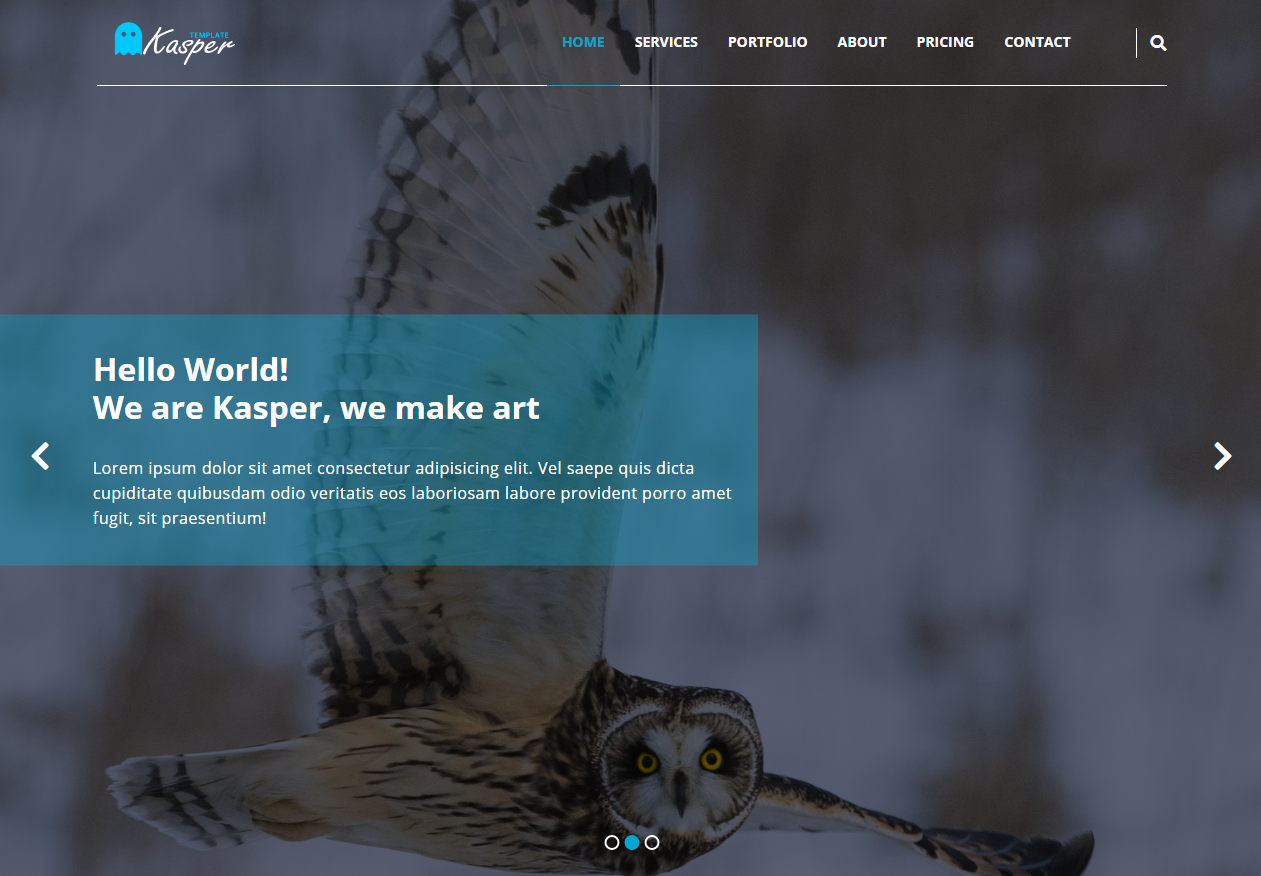 TEMPLATE
Kasper
HOME SERVICES PORTFOLIO ABOUT PRICING CONTACT
Hello World!
We are Kasper, we make art
Lorem ipsum dolor sit amet consectetur adipisicing elit. Vel saepe quis dicta
cupiditate quibusdam odio veritatis eos laboriosam labore provident porro amet
fugit, sit praesentium!